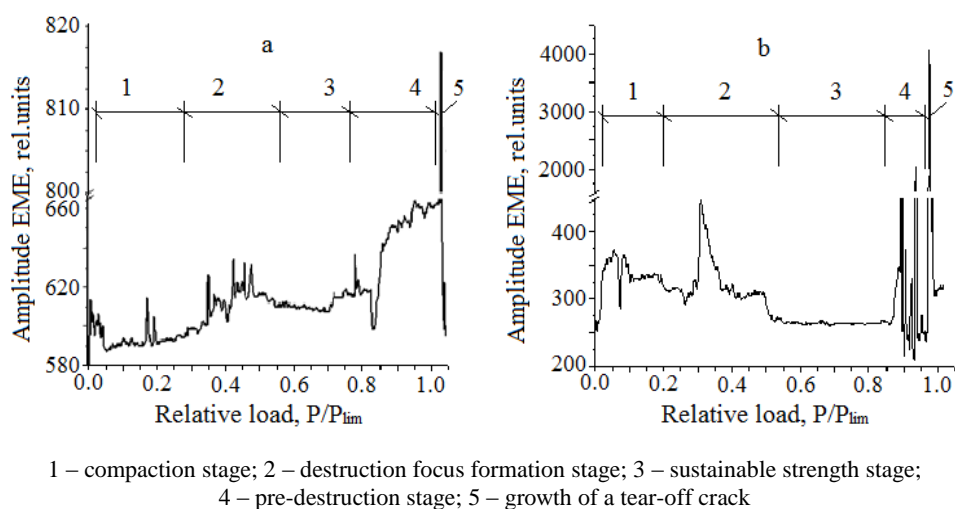 820
810
800
660
620
580
Amplitude EME, rel.units
a
1 2 3 4 5
0.0 0.2 0.4 0.6 0.8 1.0
Relative load, P/Plim
4000
3000
2000
400
300
200
Amplitude EME, rel.units
b
1 2 3 4 5
0.0 0.2 0.4 0.6 0.8 1.0
Relative load, P/Plim
1 – compaction stage; 2 – destruction focus formation stage; 3 – sustainable strength stage;
4 – pre-destruction stage; 5 – growth of a tear-off crack